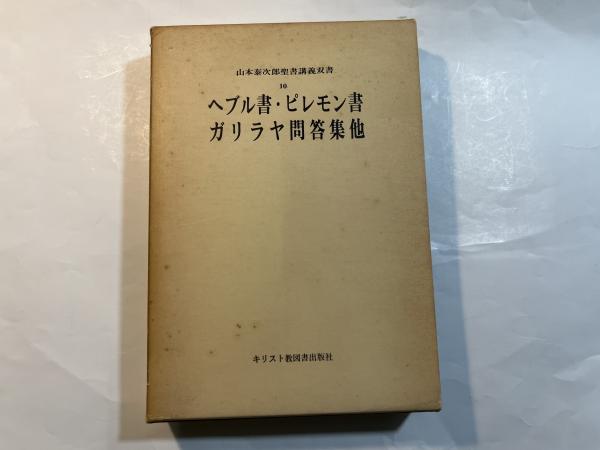 山本泰次郎聖書講義双書
10
ヘブル書・ピレモン書
ガリラヤ問答集他
キリスト教図書出版社